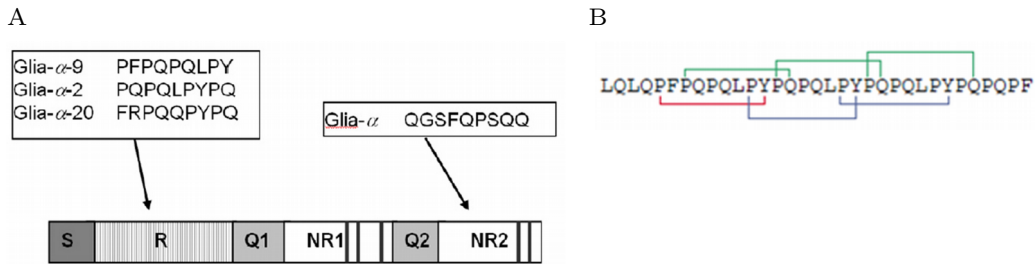 A
B
Glia-α-9 PFPQPQLPY
Glia-α-2 PQPQLPYPQ
Glia-α-20 FRPQQPYPQ
Glia-α QGSFQPSQQ
LQLQPFPQPQLPYPQPQLPYPQPQLPYPQPQPF
S R Q1 NR1 Q2 NR2